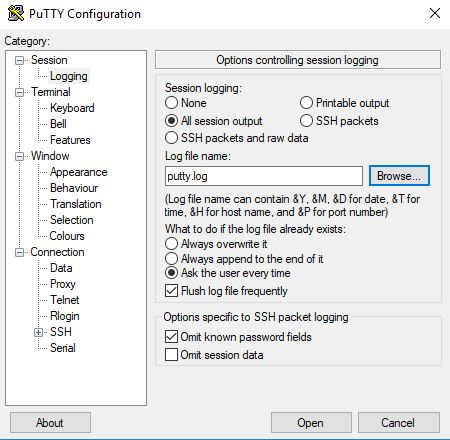 PuTTY Configuration
Category:
Session
Logging
Terminal
Keyboard
Bell
Features
Window
Appearance
Behaviour
Translation
Selection
Colours
Connection
Data
Proxy
Telnet
Rlogin
SSH
Serial
Options controlling session logging
Session logging:
None
Printable output
All session output
SSH packets
SSH packets and raw data
Log file name:
putty.log
Browse...
(Log file name can contain &Y, &M, &D for date, &T for
time, &H for host name, and &P for port number)
What to do if the log file already exists:
Always overwrite it
Always append to the end of it
Ask the user every time
Flush log file frequently
Options specific to SSH packet logging
Omit known password fields
Omit session data
About
Open
Cancel